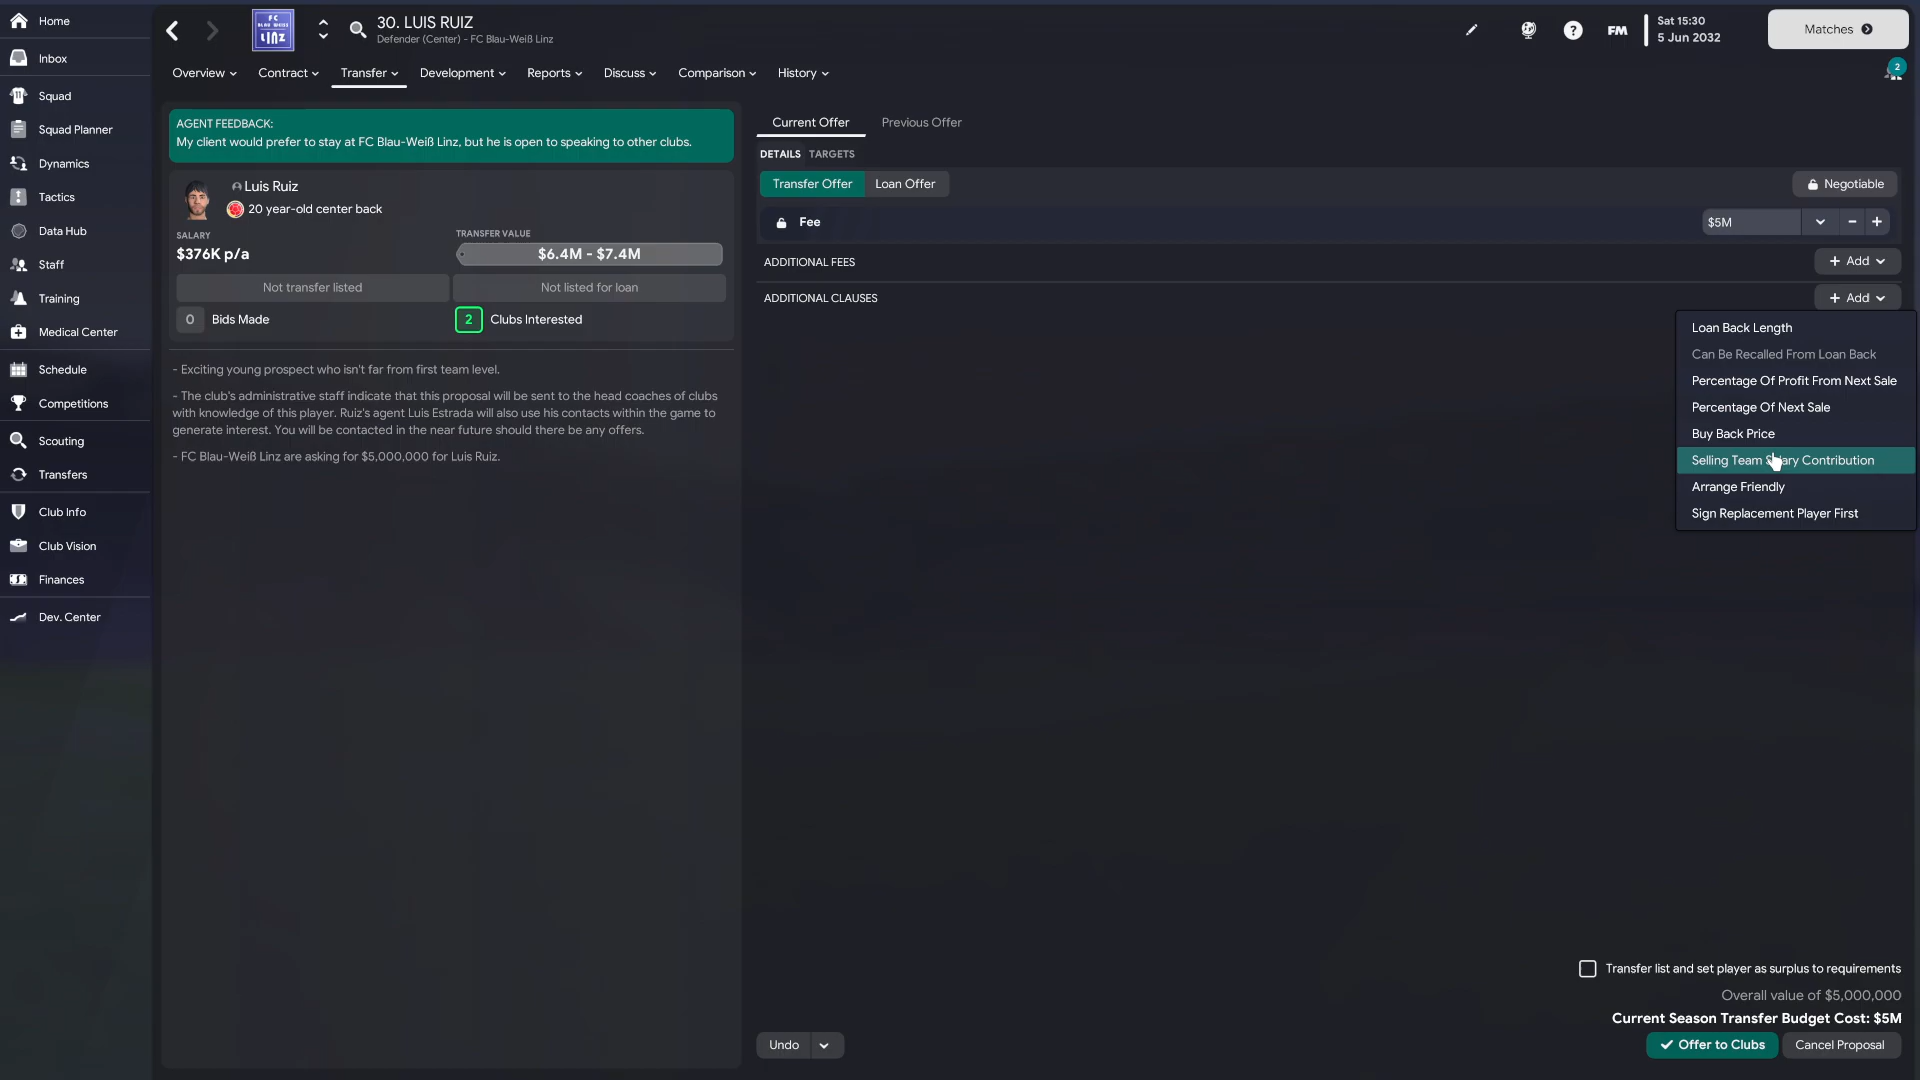 Home
Inbox
Squad
Squad Planner
Dynamics
Tactics
Data Hub
Staff
Training
Medical Center
Schedule
Competitions
Scouting
Transfers
Club Info
Club Vision
Finances
Dev. Center
FC
BLAU WEISS
LINZ
30. LUIS RUIZ
Defender (Center) - FC Blau-Weiß Linz
FM
Sat 15:30
5 Jun 2032
Matches
2
Overview
Contract
Transfer
Development
Reports
Discuss
Comparison
History
AGENT FEEDBACK:
My client would prefer to stay at FC Blau-Weiß Linz, but he is open to speaking to other clubs.
Luis Ruiz
20 year-old center back
SALARY
$376K p/a
TRANSFER VALUE
$6.4M - $7.4M
Not transfer listed
Not listed for loan
0 Bids Made
2 Clubs Interested
- Exciting young prospect who isn't far from first team level.
- The club's administrative staff indicate that this proposal will be sent to the head coaches of clubs
with knowledge of this player. Ruiz's agent Luis Estrada will also use his contacts within the game to
generate interest. You will be contacted in the near future should there be any offers.
- FC Blau-Weiß Linz are asking for $5,000,000 for Luis Ruiz.
Current Offer
Previous Offer
DETAILS
TARGETS
Transfer Offer
Loan Offer
Negotiable
Fee
$5M
ADDITIONAL FEES
Add
ADDITIONAL CLAUSES
Add
Loan Back Length
Can Be Recalled From Loan Back
Percentage Of Profit From Next Sale
Percentage Of Next Sale
Buy Back Price
Selling Team Salary Contribution
Arrange Friendly
Sign Replacement Player First
Transfer list and set player as surplus to requirements
Overall value of $5,000,000
Current Season Transfer Budget Cost: $5M
Undo
Offer to Clubs
Cancel Proposal